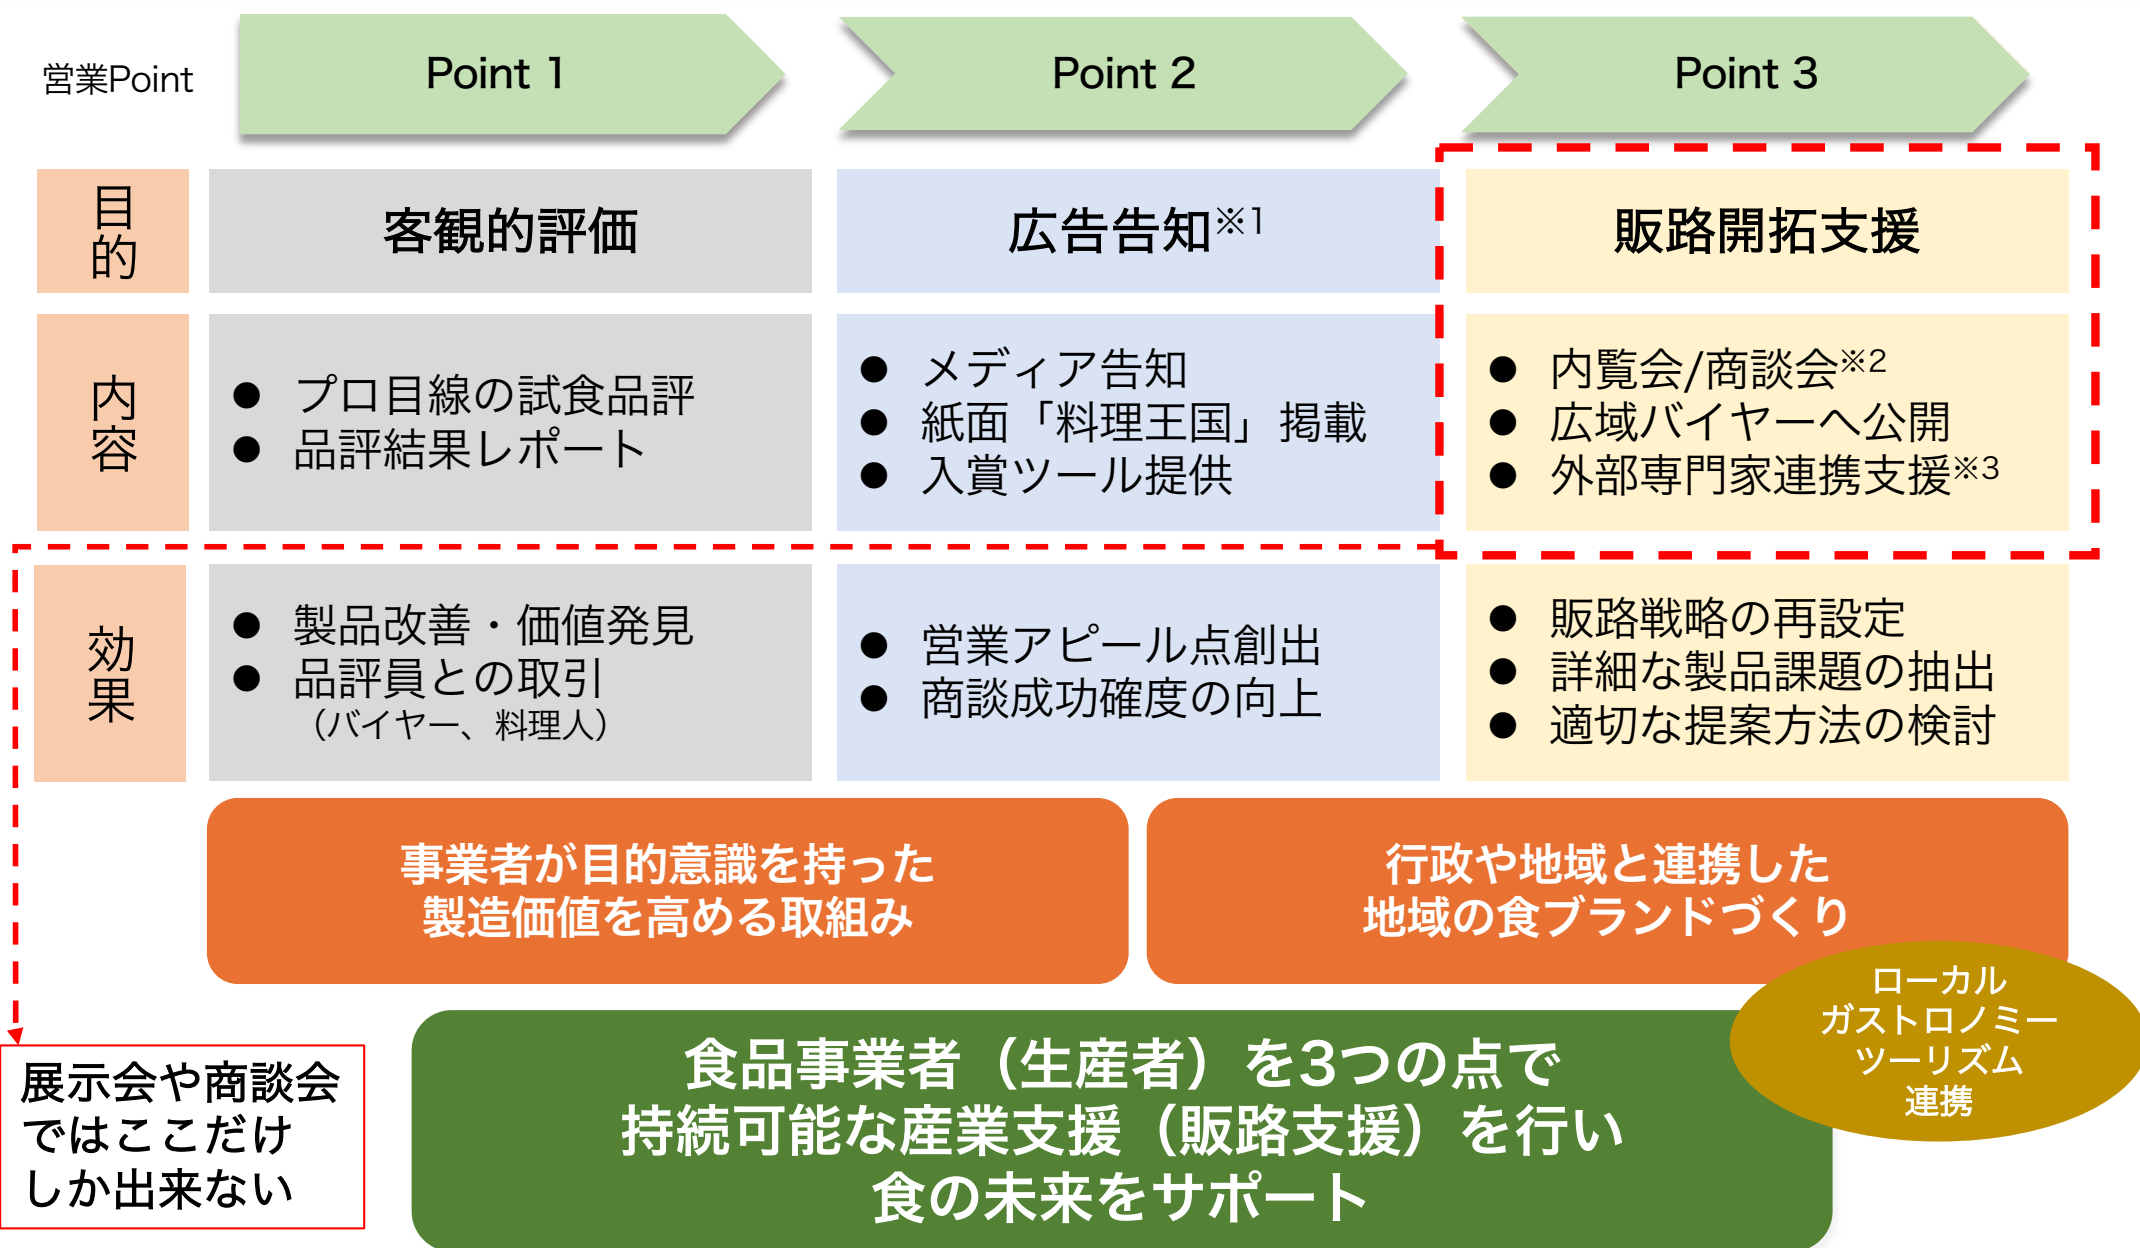 営業Point
Point 1
Point 2
Point 3
目的
客観的評価
広告告知※1
販路開拓支援
内容
● プロ目線の試食品評
● 品評結果レポート
● メディア告知
● 紙面「料理王国」掲載
● 入賞ツール提供
● 内覧会/商談会※2
● 広域バイヤーへ公開
● 外部専門家連携支援※3
効果
● 製品改善・価値発見
● 品評員との取引
（バイヤー、料理人）
● 営業アピール点創出
● 商談成功確度の向上
● 販路戦略の再設定
● 詳細な製品課題の抽出
● 適切な提案方法の検討
事業者が目的意識を持った
製造価値を高める取組み
行政や地域と連携した
地域の食ブランドづくり
ローカル
ガストロノミー
ツーリズム
連携
展示会や商談会
ではここだけ
しか出来ない
食品事業者（生産者）を3つの点で
持続可能な産業支援（販路支援）を行い
食の未来をサポート